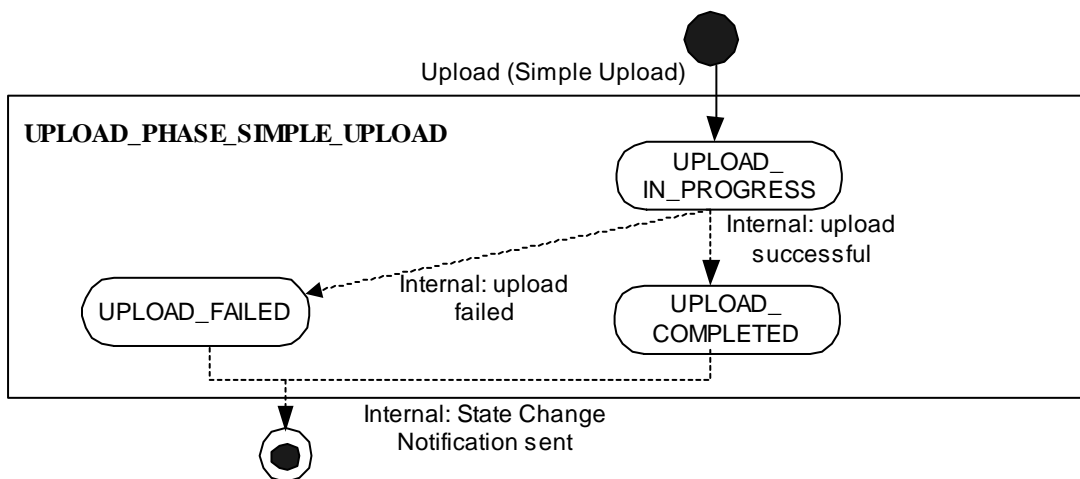 Upload (Simple Upload)
UPLOAD_PHASE_SIMPLE_UPLOAD
UPLOAD_
IN_PROGRESS
Internal: upload
successful
Internal: upload
failed
UPLOAD_FAILED
UPLOAD_
COMPLETED
Internal: State Change
Notification sent